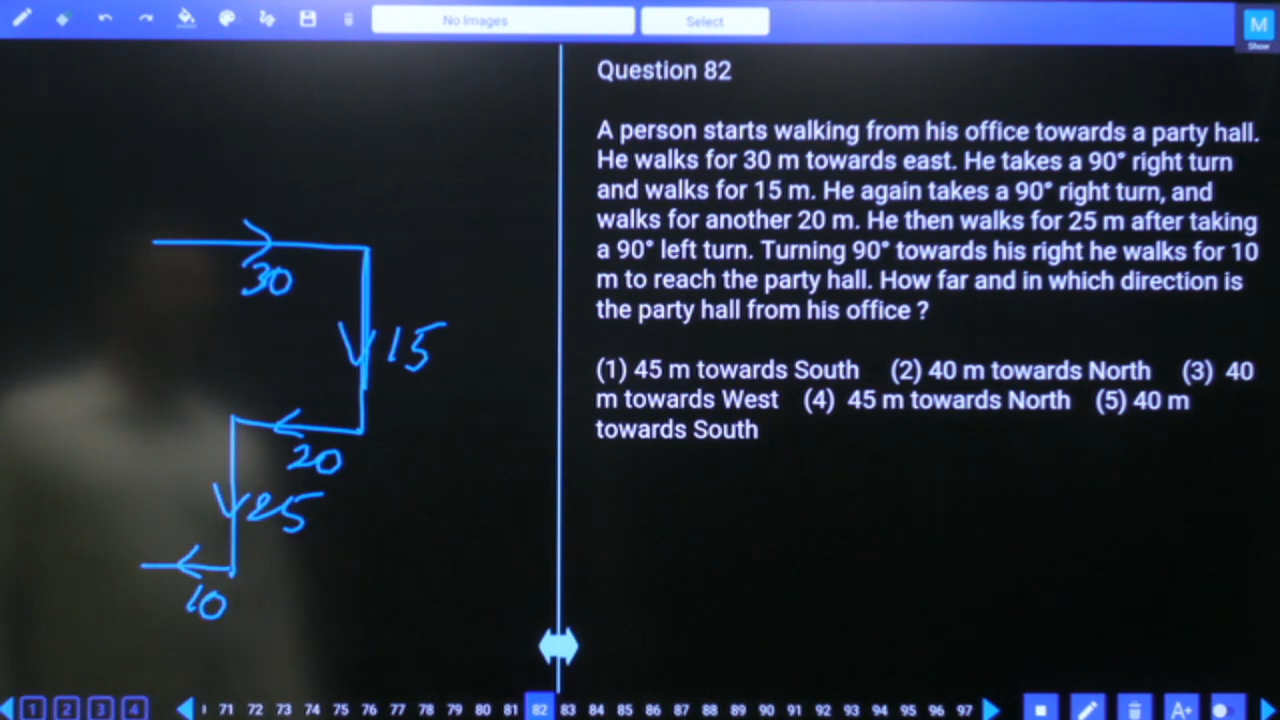 No Images
Select
M
Show
Question 82
A person starts walking from his office towards a party hall.
He walks for 30 m towards east. He takes a 90° right turn
and walks for 15 m. He again takes a 90° right turn, and
walks for another 20 m. He then walks for 25 m after taking
a 90° left turn. Turning 90° towards his right he walks for 10
m to reach the party hall. How far and in which direction is
the party hall from his office ?
(1) 45 m towards South (2) 40 m towards North (3) 40
m towards West (4) 45 m towards North (5) 40 m
towards South
30
15
20
25
10
1 2 3 4
71 72 73 74 75 76 77 78 79 80 81 82 83 84 85 86 87 88 89 90 91 92 93 94 95 96 97
A+